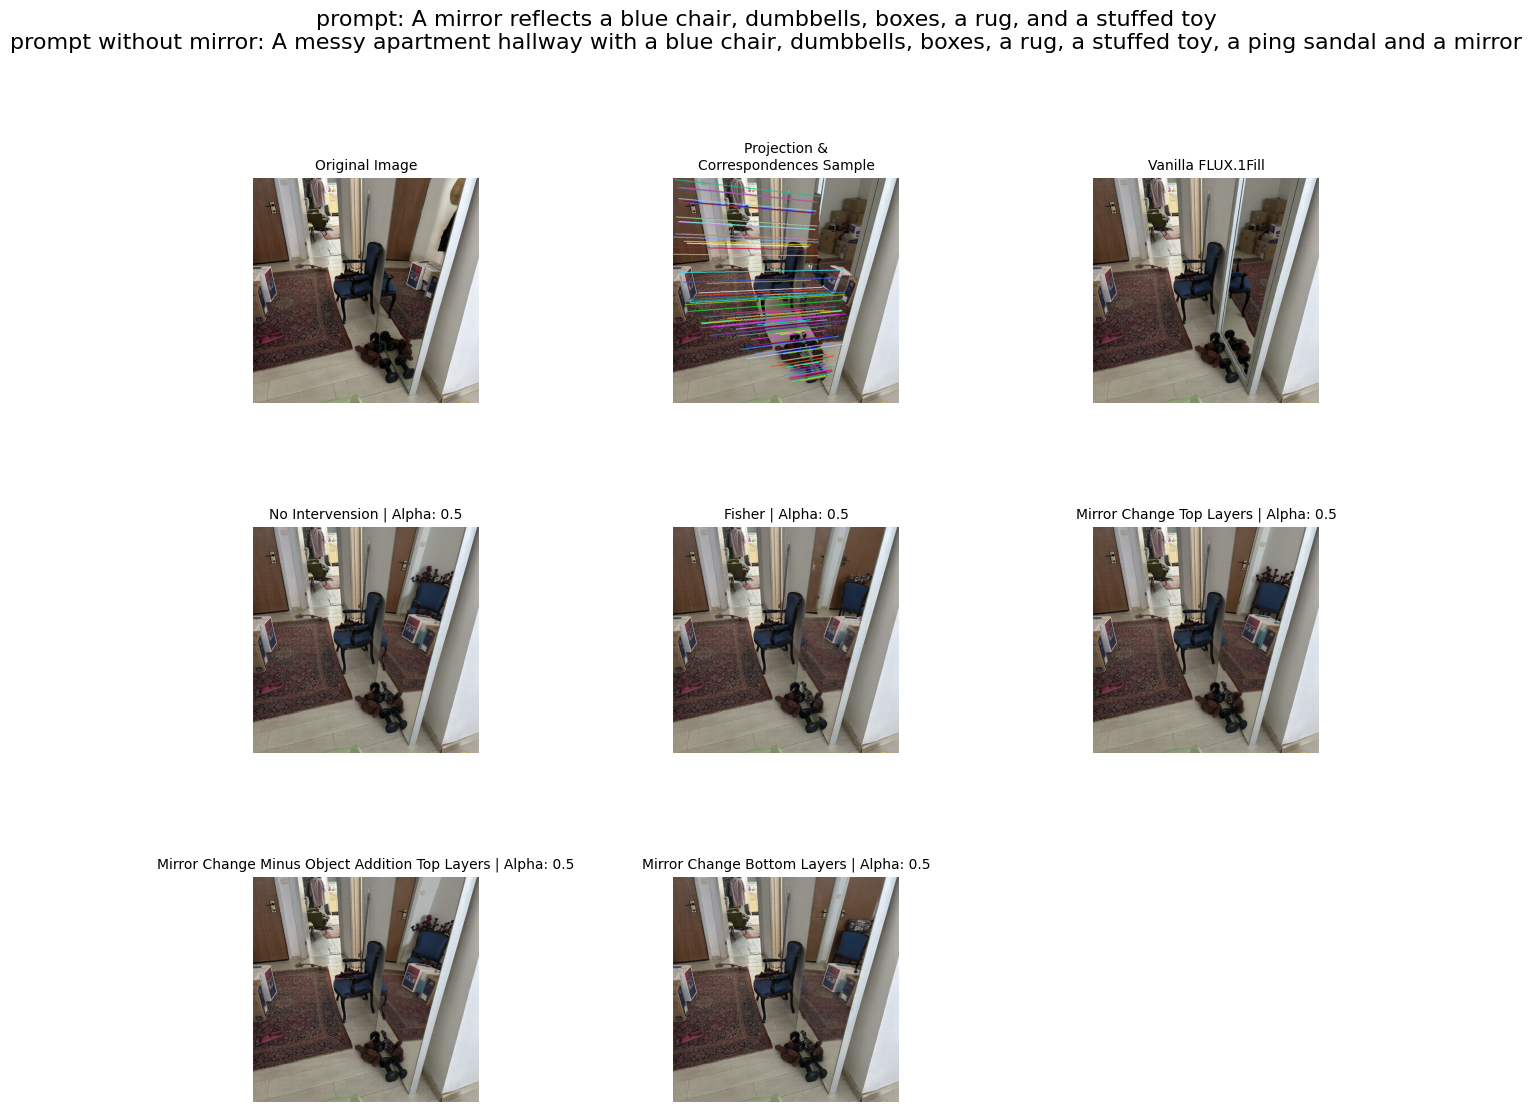 prompt: A mirror reflects a blue chair, dumbbells, boxes, a rug, and a stuffed toy
prompt without mirror: A messy apartment hallway with a blue chair, dumbbells, boxes, a rug, a stuffed toy, a ping sandal and a mirror
Original Image
Projection &
Correspondences Sample
Vanilla FLUX.1Fill
No Intervension | Alpha: 0.5
Fisher | Alpha: 0.5
Mirror Change Top Layers | Alpha: 0.5
Mirror Change Minus Object Addition Top Layers | Alpha: 0.5
Mirror Change Bottom Layers | Alpha: 0.5